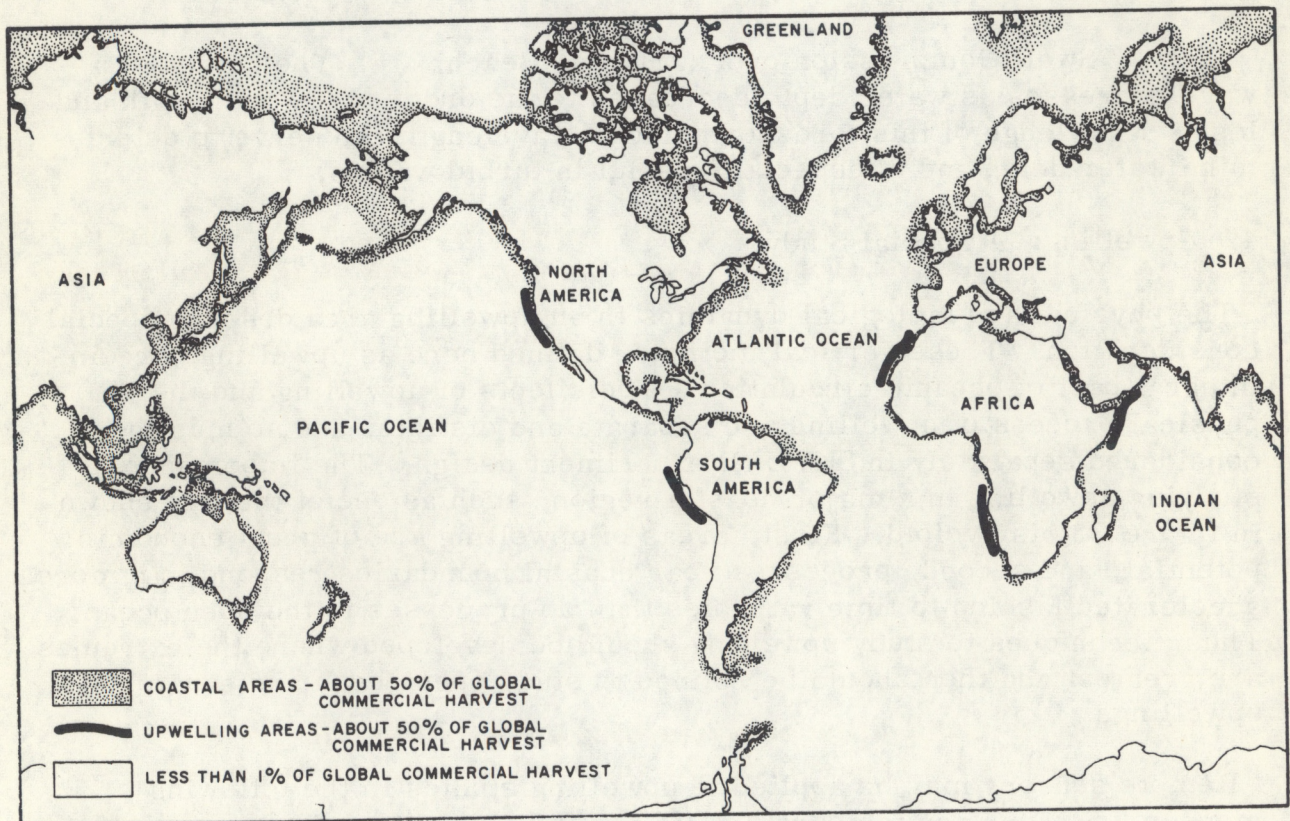 GREENLAND
ASIA
NORTH
AMERICA
EUROPE
ASIA
ATLANTIC OCEAN
PACIFIC OCEAN
AFRICA
SOUTH
AMERICA
INDIAN
OCEAN
COASTAL AREAS - ABOUT 50% OF GLOBAL
COMMERCIAL HARVEST
UPWELLING AREAS - ABOUT 50% OF GLOBAL
COMMERCIAL HARVEST
LESS THAN 1% OF GLOBAL COMMERCIAL HARVEST